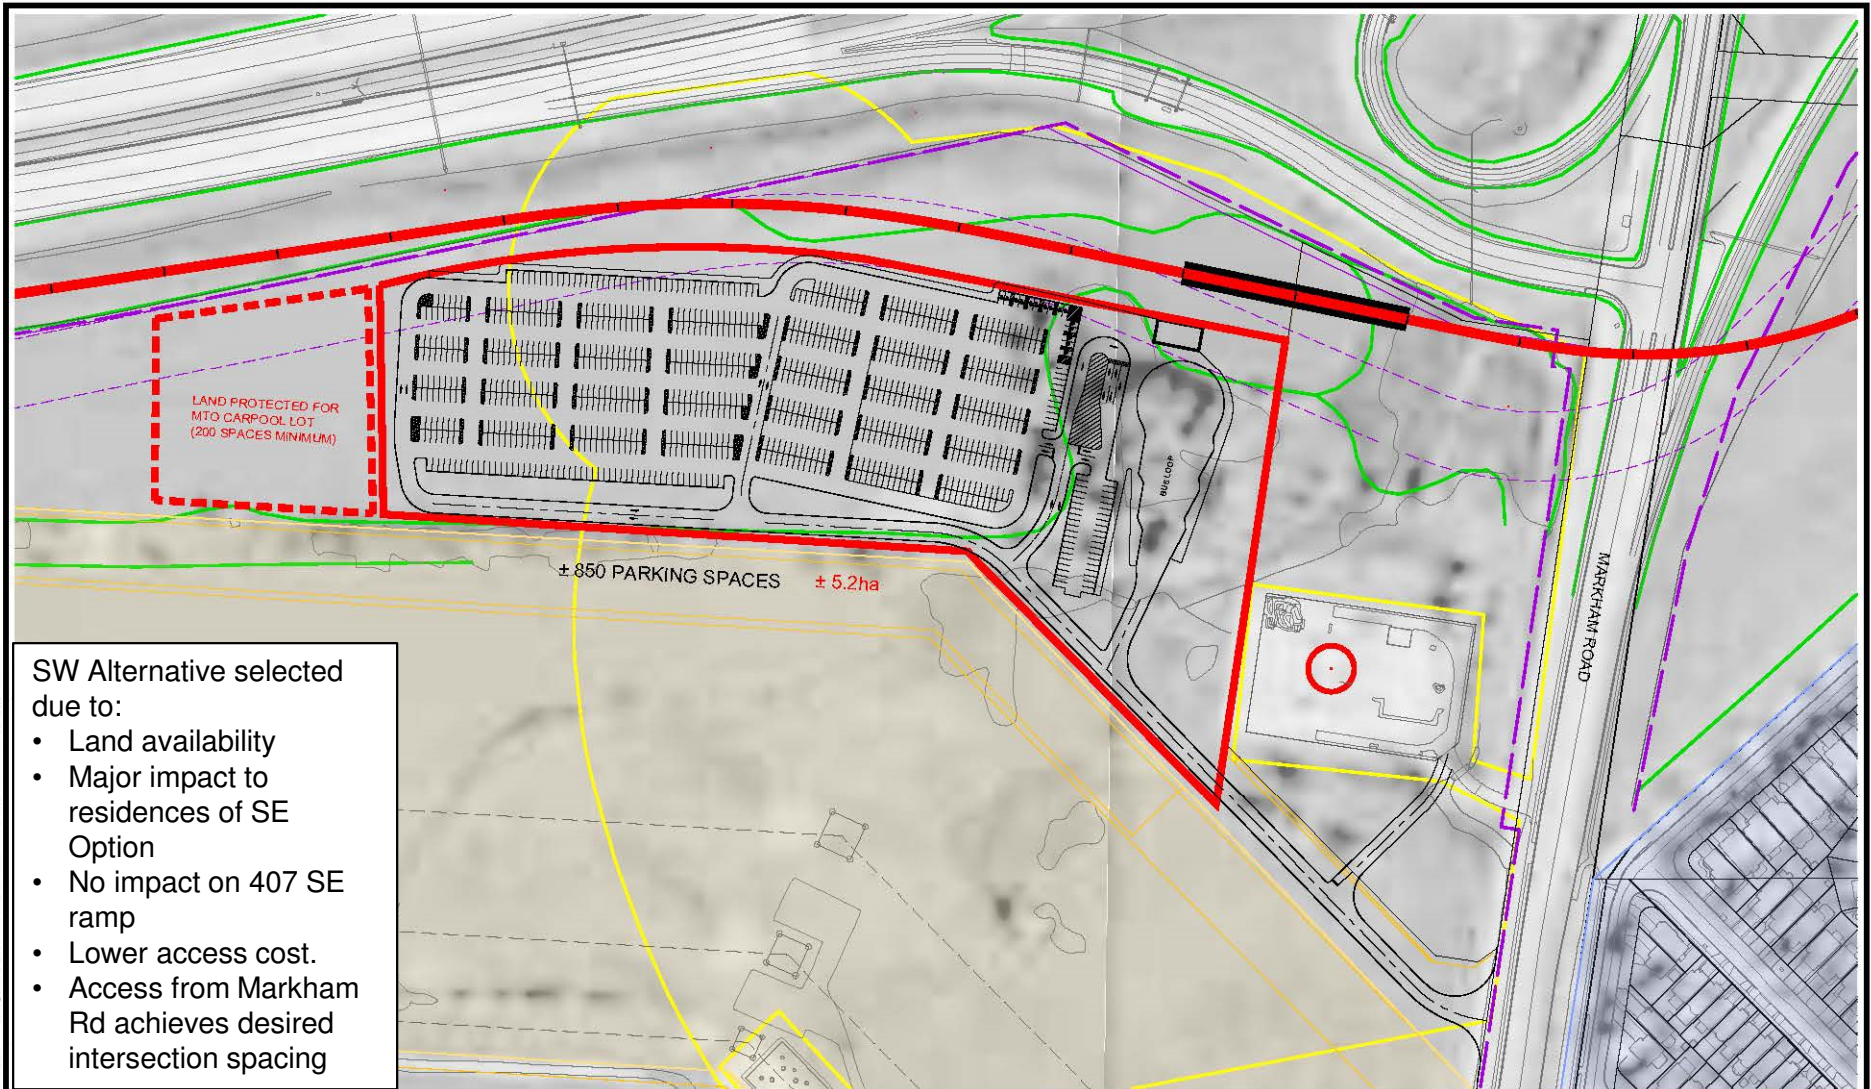 LAND PROTECTED FOR
MTO CARPOOL LOT
(200 SPACES MINIMUM)
BUS LOOP
± 850 PARKING SPACES
± 5.2ha
MARKHAM ROAD
SW Alternative selected
due to:
• Land availability
• Major impact to
residences of SE
Option
• No impact on 407 SE
ramp
• Lower access cost.
• Access from Markham
Rd achieves desired
intersection spacing